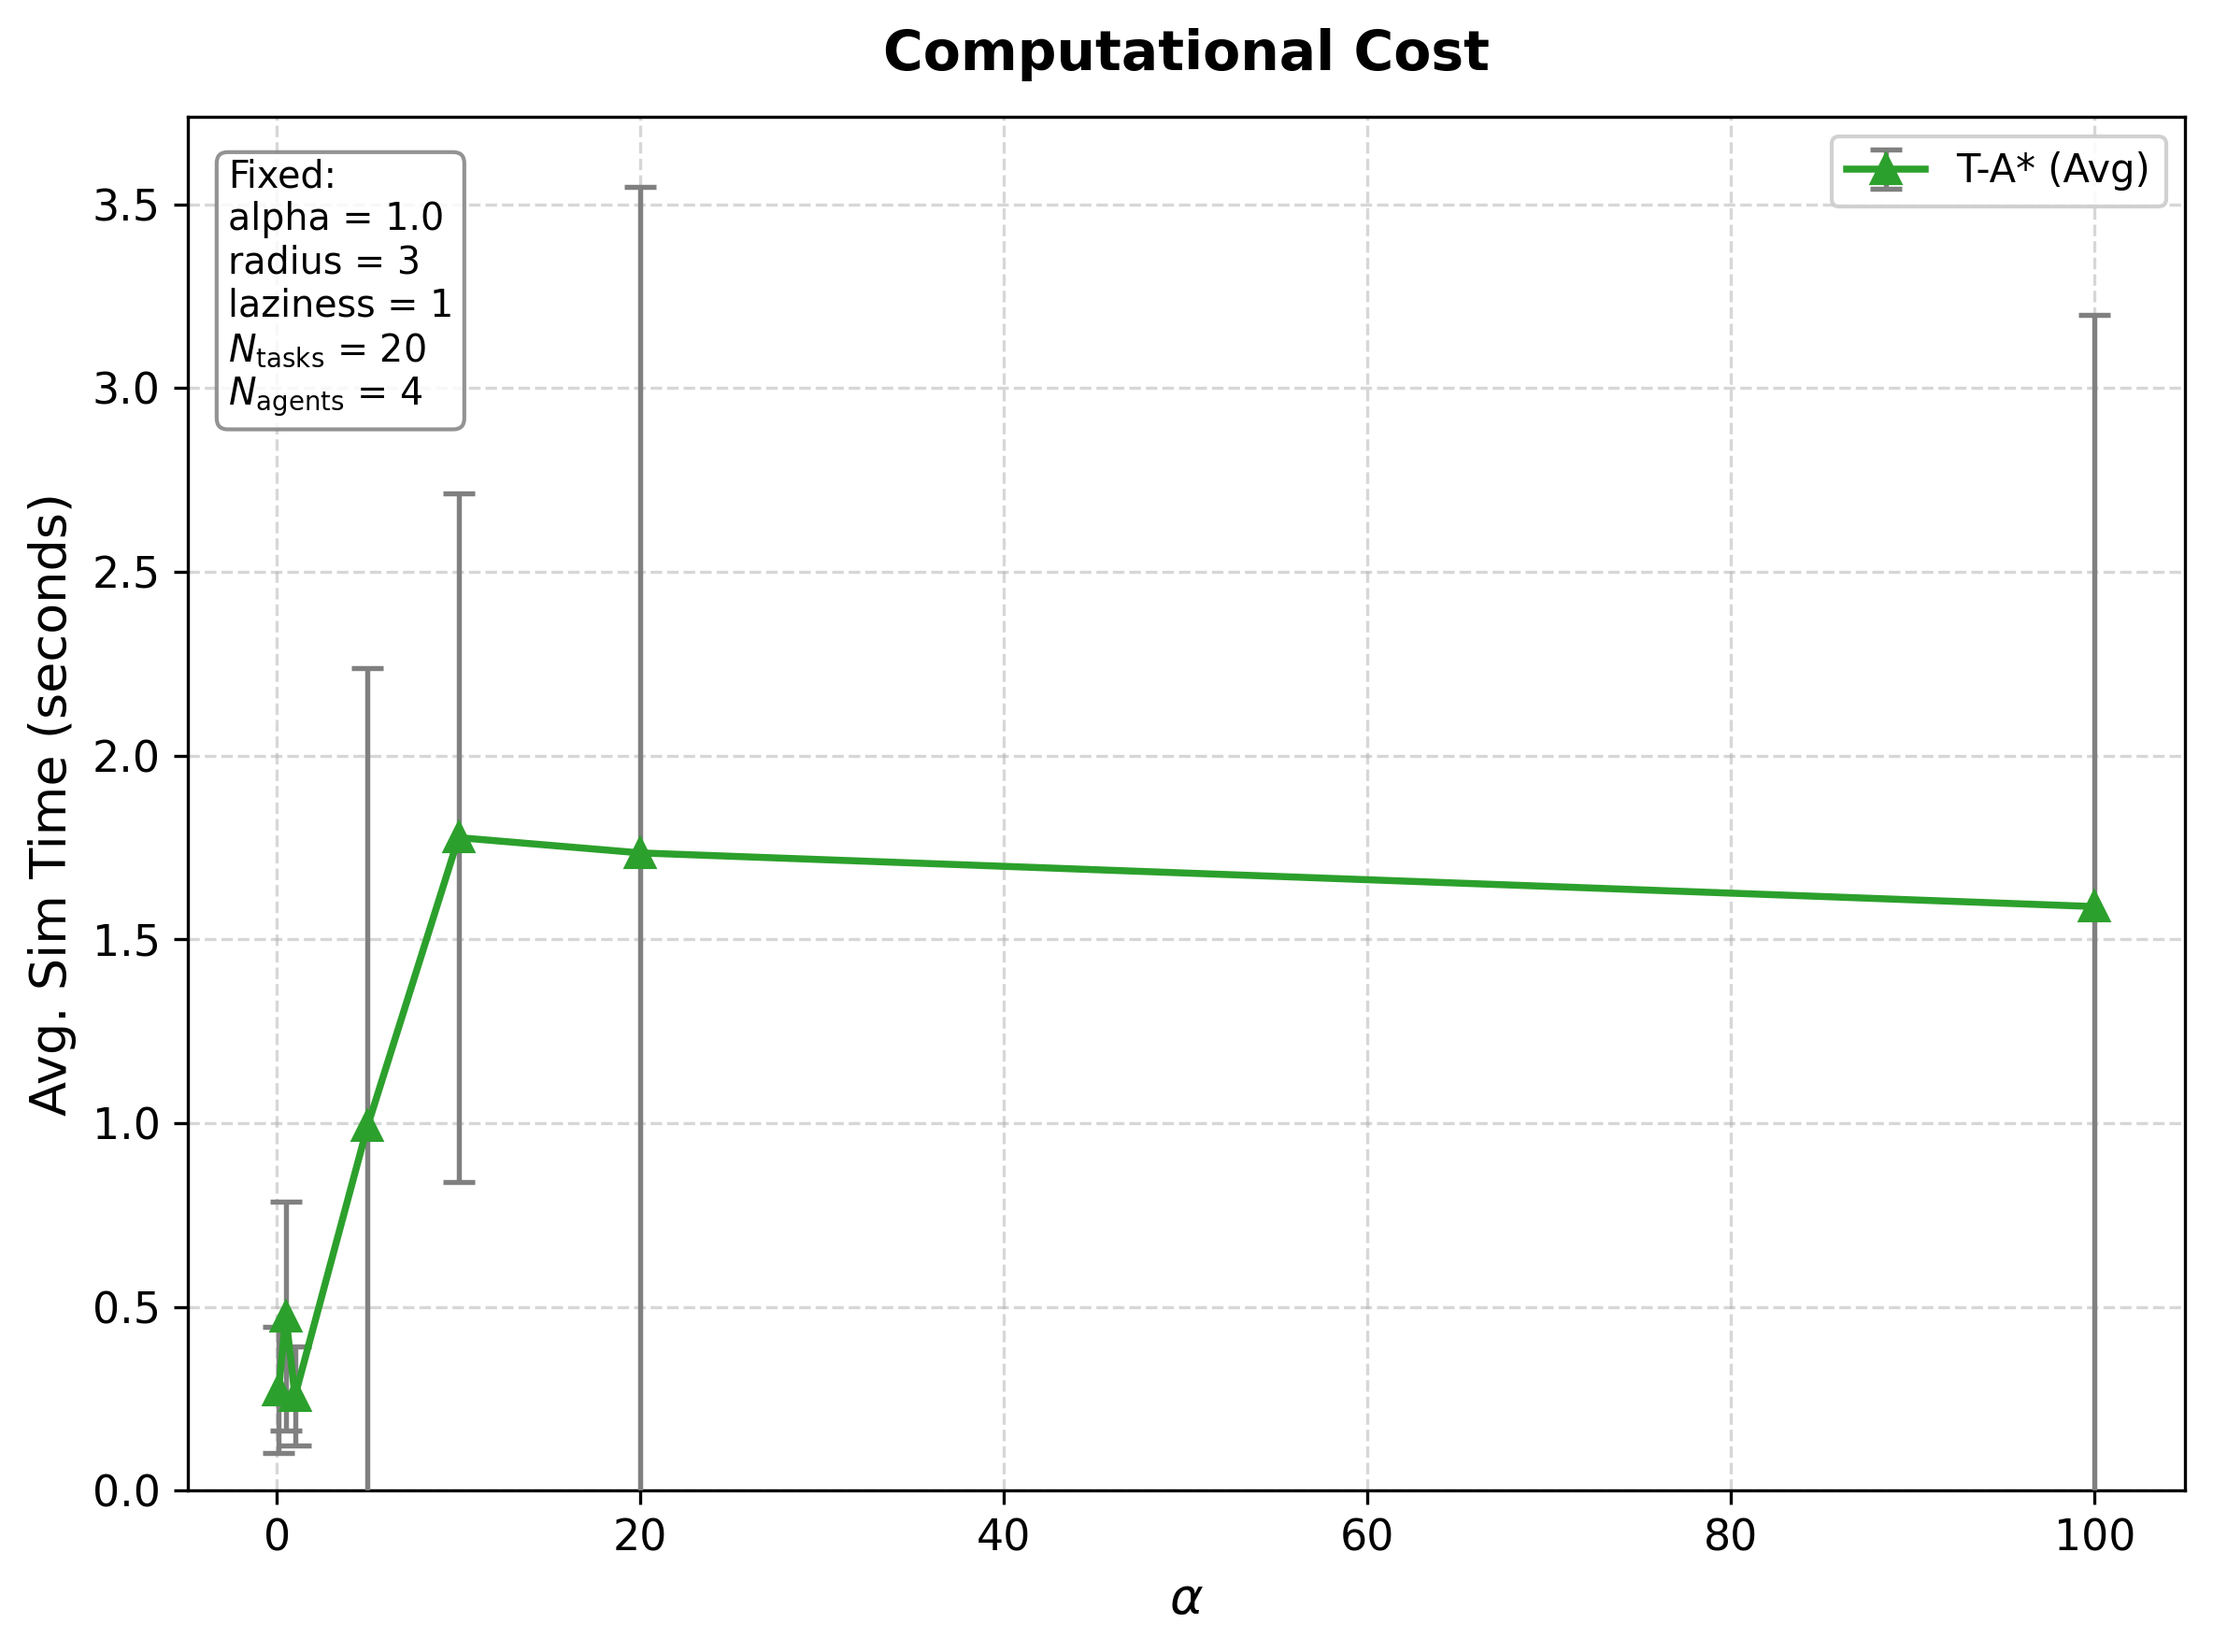 Computational Cost
Fixed:
alpha = 1.0
radius = 3
laziness = 1
N_tasks = 20
N_agents = 4
T-A* (Avg)
Avg. Sim Time (seconds)
3.5
3.0
2.5
2.0
1.5
1.0
0.5
0.0
0 20 40 60 80 100
α